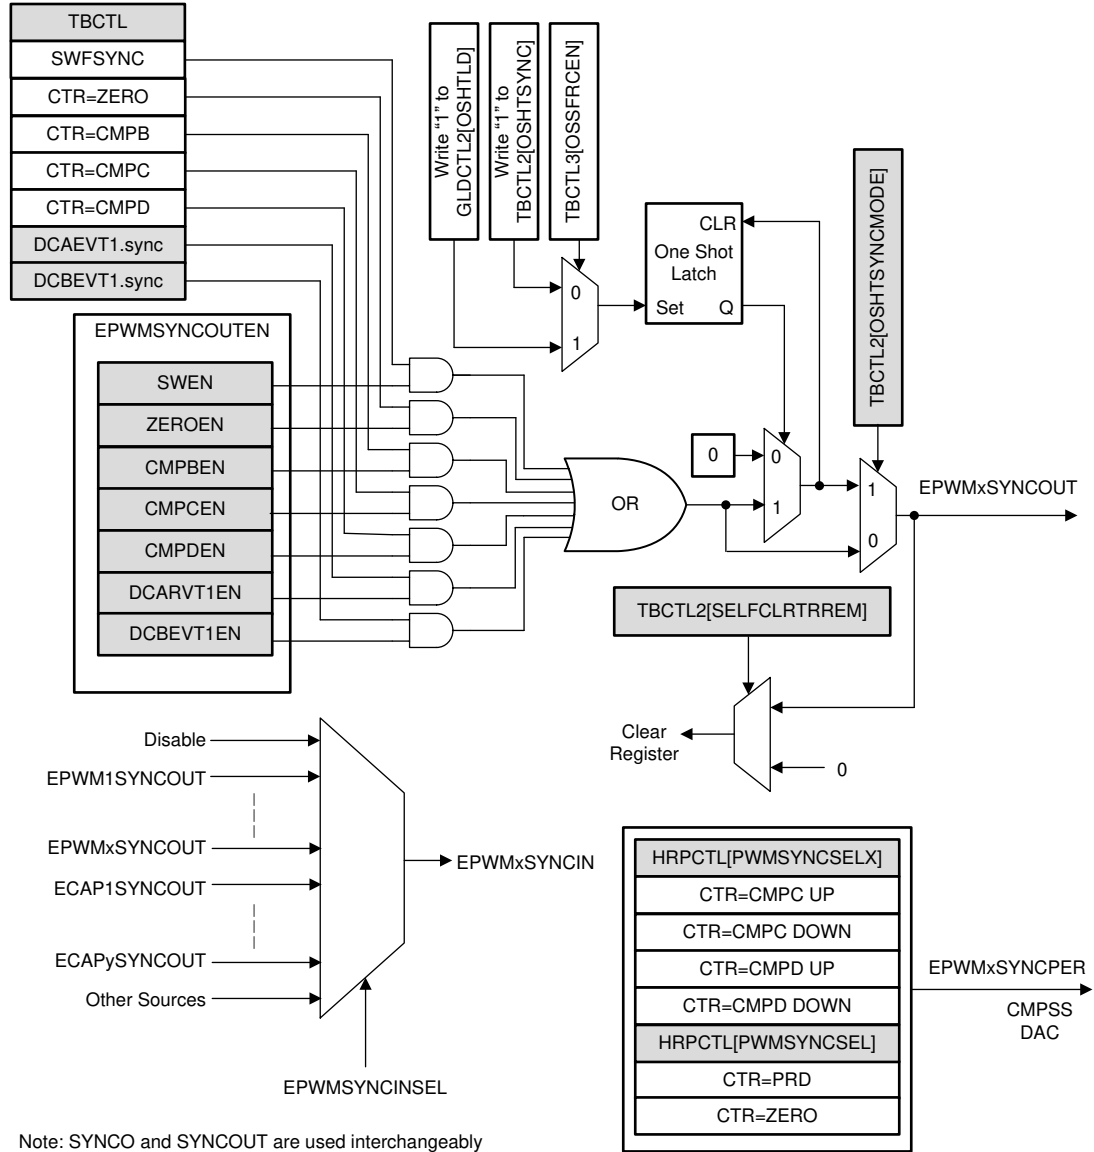 TBCTL
SWFSYNC
CTR=ZERO
CTR=CMPB
CTR=CMPC
CTR=CMPD
DCAEVT1.sync
DCBEVT1.sync
Write “1” to
GLDCTL2[OSHTLD]
Write “1” to
TBCTL2[OSHTSYNC]
TBCTL3[OSSFRCEN]
0
1
CLR
One Shot
Latch
Set Q
TBCTL2[OSHTSYNCMODE]
EPWMSYNCOUTEN
SWEN
ZEROEN
CMPBEN
CMPCEN
CMPDEN
DCARVT1EN
DCBEVT1EN
OR
0
0
1
1
0
EPWMxSYNCOUT
TBCTL2[SELFCLRTRREM]
Clear
Register
0
Disable
EPWM1SYNCOUT
EPWMxSYNCOUT
ECAP1SYNCOUT
ECAPySYNCOUT
Other Sources
EPWMxSYNCIN
EPWMSYNCINSEL
HRPCTL[PWMSYNCSELX]
CTR=CMPC UP
CTR=CMPC DOWN
CTR=CMPD UP
CTR=CMPD DOWN
HRPCTL[PWMSYNCSEL]
CTR=PRD
CTR=ZERO
EPWMxSYNCPER
CMPSS
DAC
Note: SYNCO and SYNCOUT are used interchangeably